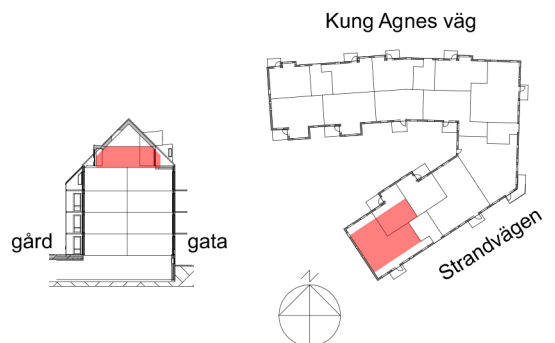 Kung Agnes väg
gård
gata
Strandvägen
N